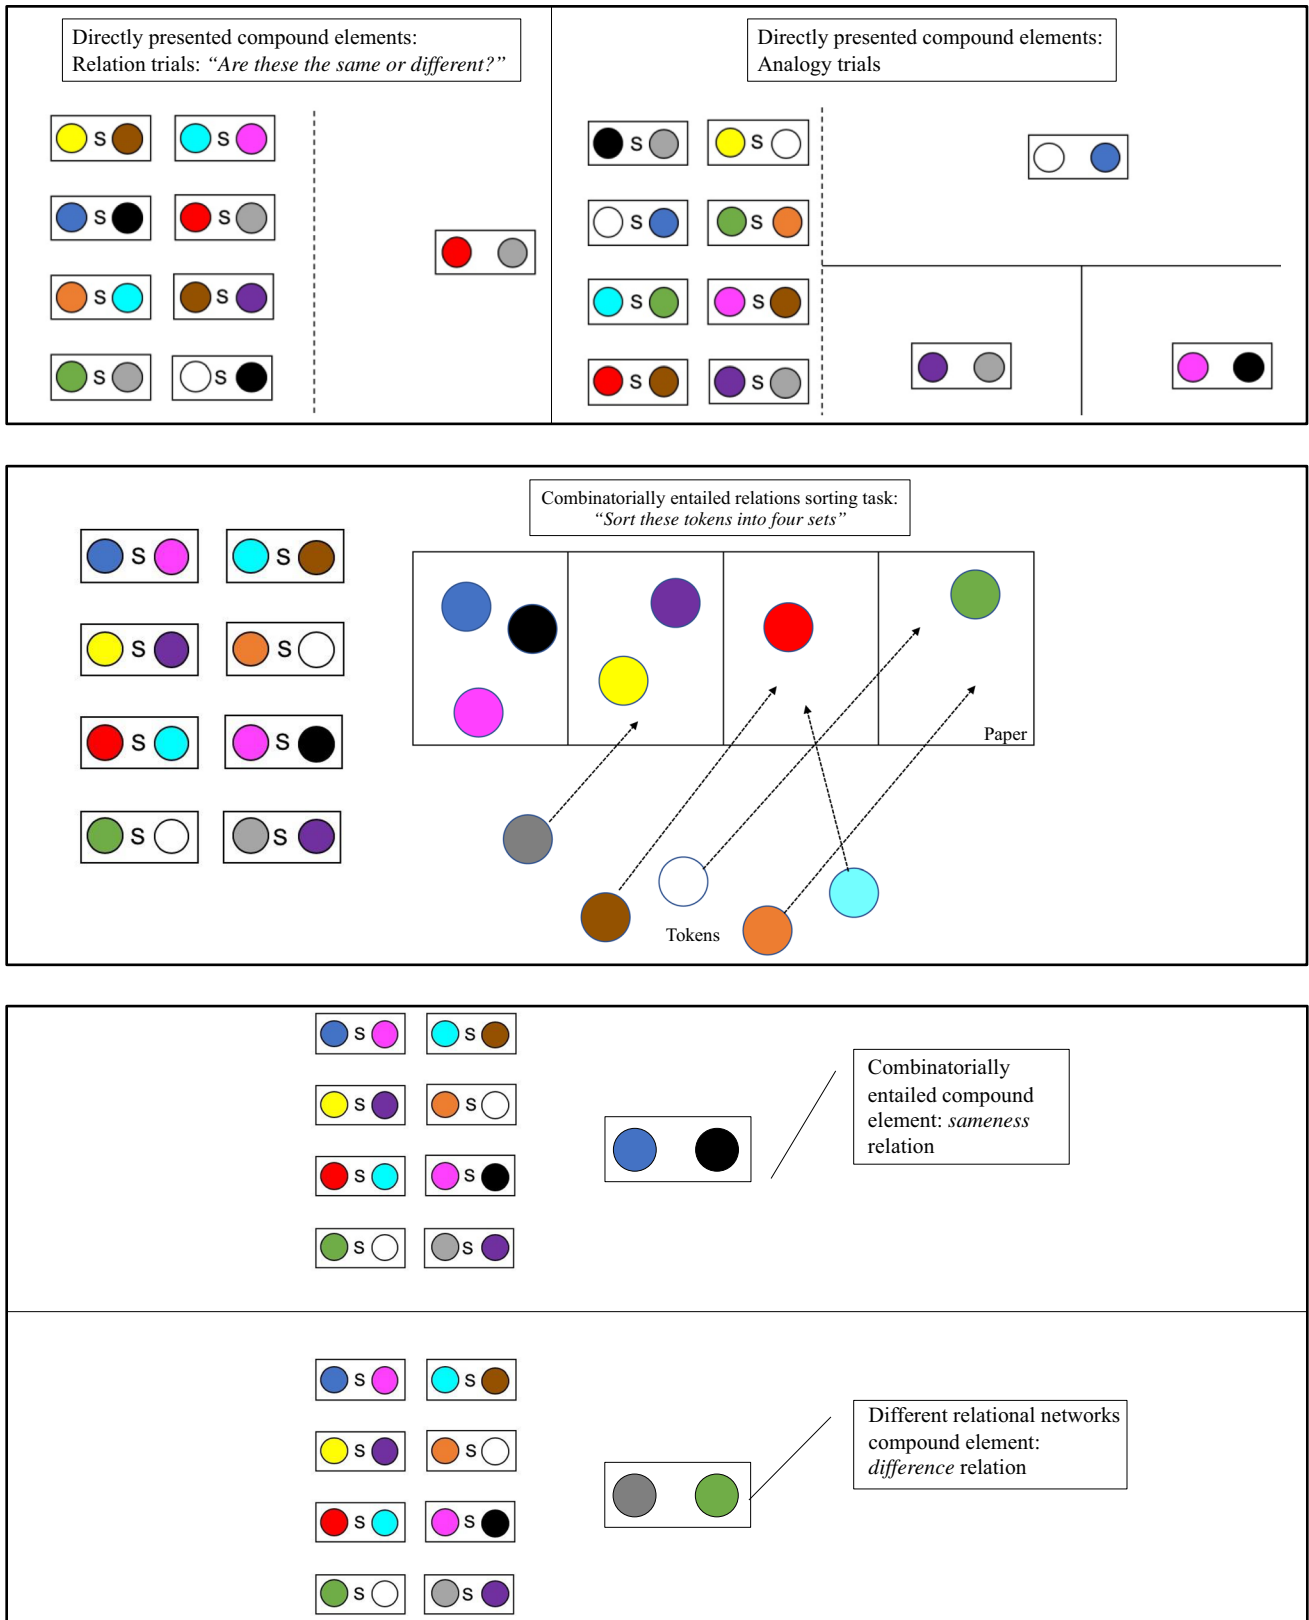 Directly presented compound elements:
Relation trials: “Are these the same or different?”
S S
S S
S S
S S
Directly presented compound elements:
Analogy trials
S S
S S
S S
S S
Combinatorially entailed relations sorting task:
“Sort these tokens into four sets”
S S
S S
S S
S S
Paper
Tokens
S S
S S
S S
S S
Combinatorially
entailed compound
element: sameness
relation
S S
S S
S S
S S
Different relational networks
compound element:
difference relation